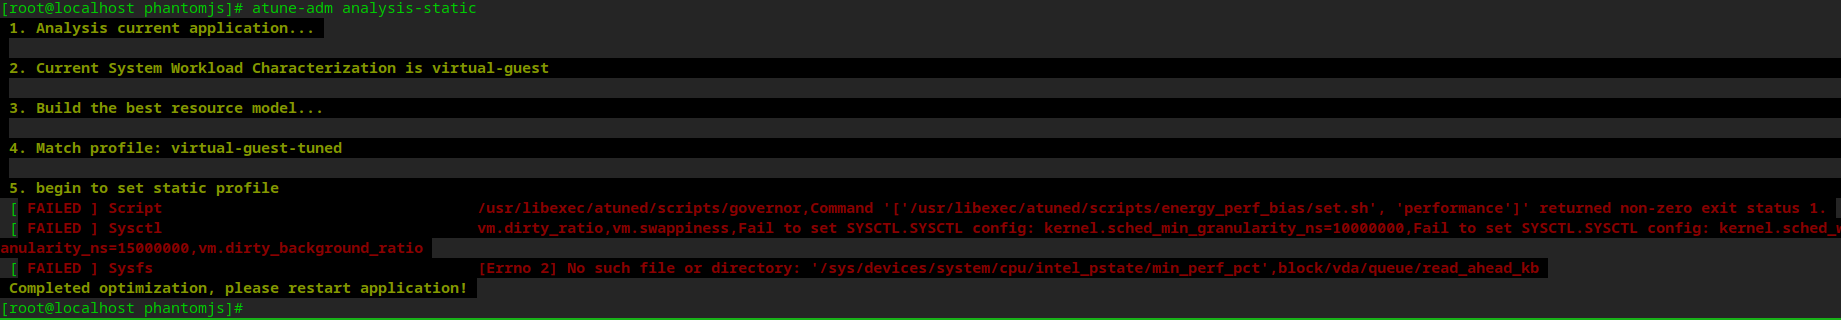 [root@localhost phantomjs]# atune-adm analysis-static
1. Analysis current application...
2. Current System Workload Characterization is virtual-guest
3. Build the best resource model...
4. Match profile: virtual-guest-tuned
5. begin to set static profile
[ FAILED ] Script /usr/libexec/atuned/scripts/governor,Command '['/usr/libexec/atuned/scripts/energy_perf_bias/set.sh', 'performance']' returned non-zero exit status 1.
[ FAILED ] Sysctl vm.dirty_ratio,vm.swappiness,Fail to set SYSCTL.SYSCTL config: kernel.sched_min_granularity_ns=10000000,Fail to set SYSCTL.SYSCTL config: kernel.sched_w
anularity_ns=15000000,vm.dirty_background_ratio
[ FAILED ] Sysfs [Errno 2] No such file or directory: '/sys/devices/system/cpu/intel_pstate/min_perf_pct',block/vda/queue/read_ahead_kb
Completed optimization, please restart application!
[root@localhost phantomjs]#